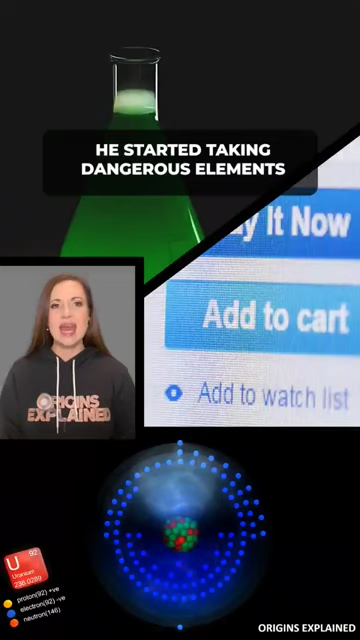 HE STARTED TAKING
DANGEROUS ELEMENTS
It Now
Add to cart
Add to watch list
ORIGINS
EXPLAINED
92
U
Uranium
238.0289
proton(92) +ve
electron(92) -ve
neutron(146)
ORIGINS EXPLAINED